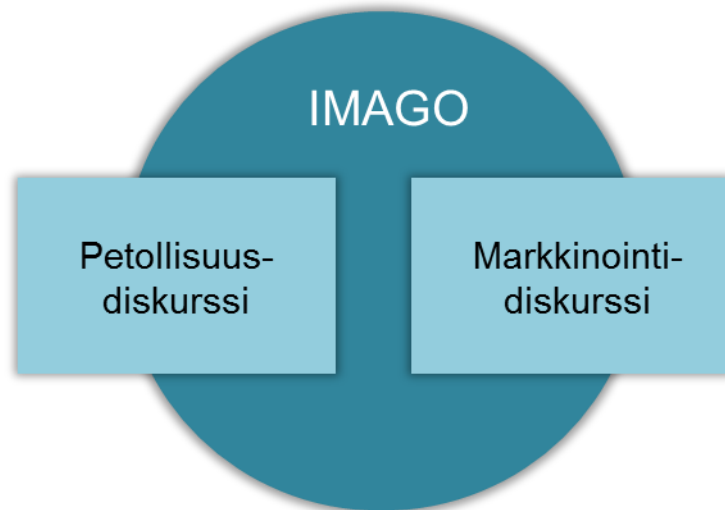 IMAGO
Petollisuus-
diskurssi
Markkinointi-
diskurssi